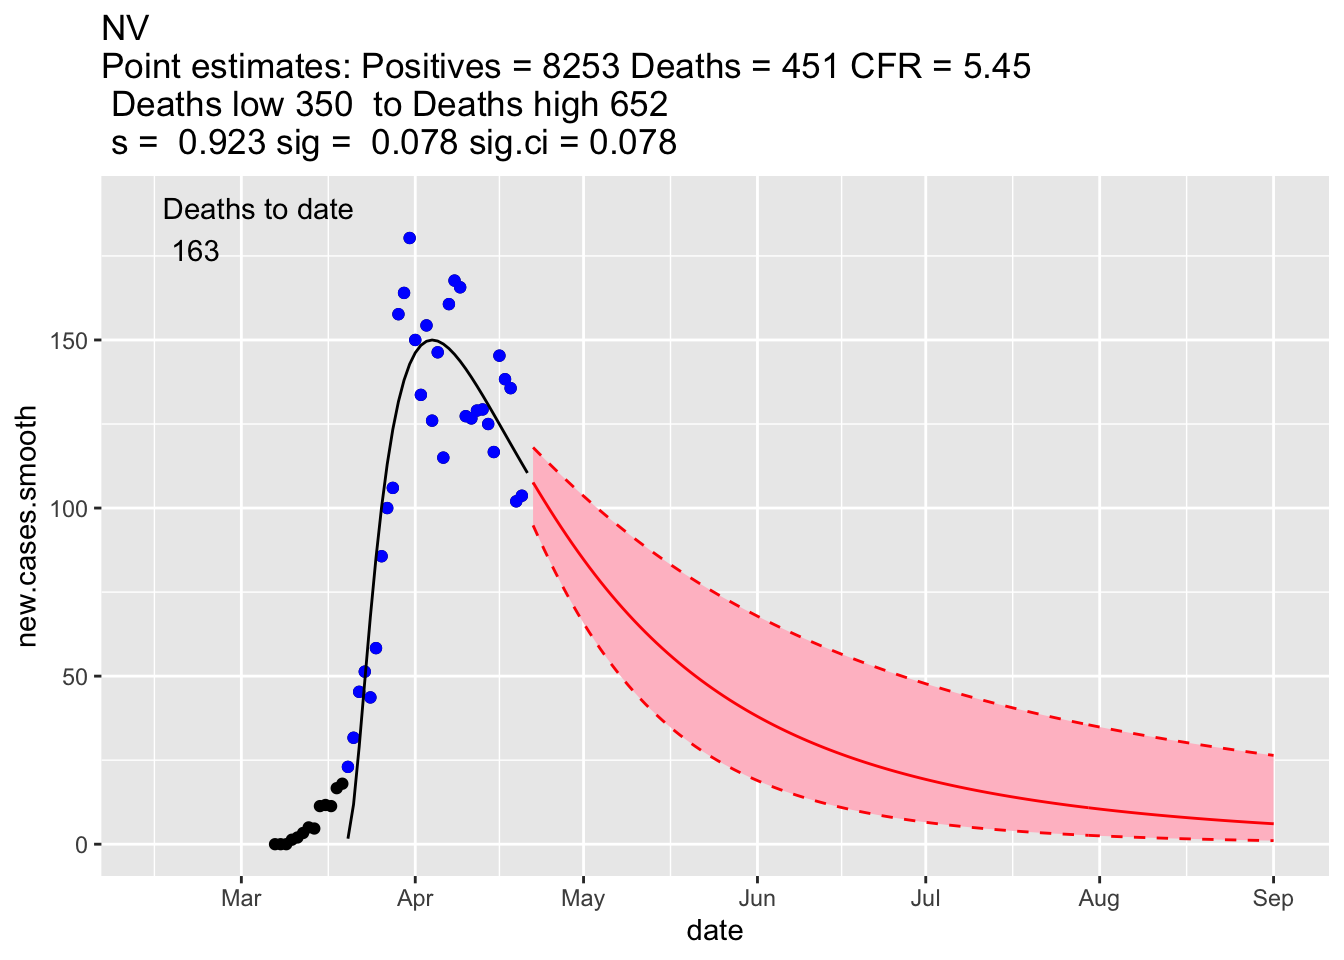 NV
Point estimates: Positives = 8253 Deaths = 451 CFR = 5.45
Deaths low 350  to Deaths high 652
s =  0.923 sig =  0.078 sig.ci = 0.078
Deaths to date
163
new.cases.smooth
150
100
50
0
Mar Apr May Jun Jul Aug Sep
date